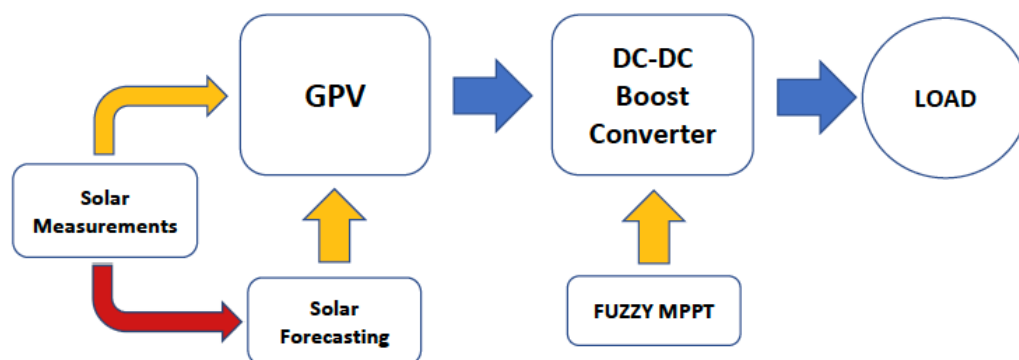 GPV
DC-DC
Boost
Converter
LOAD
Solar
Measurements
Solar
Forecasting
FUZZY MPPT